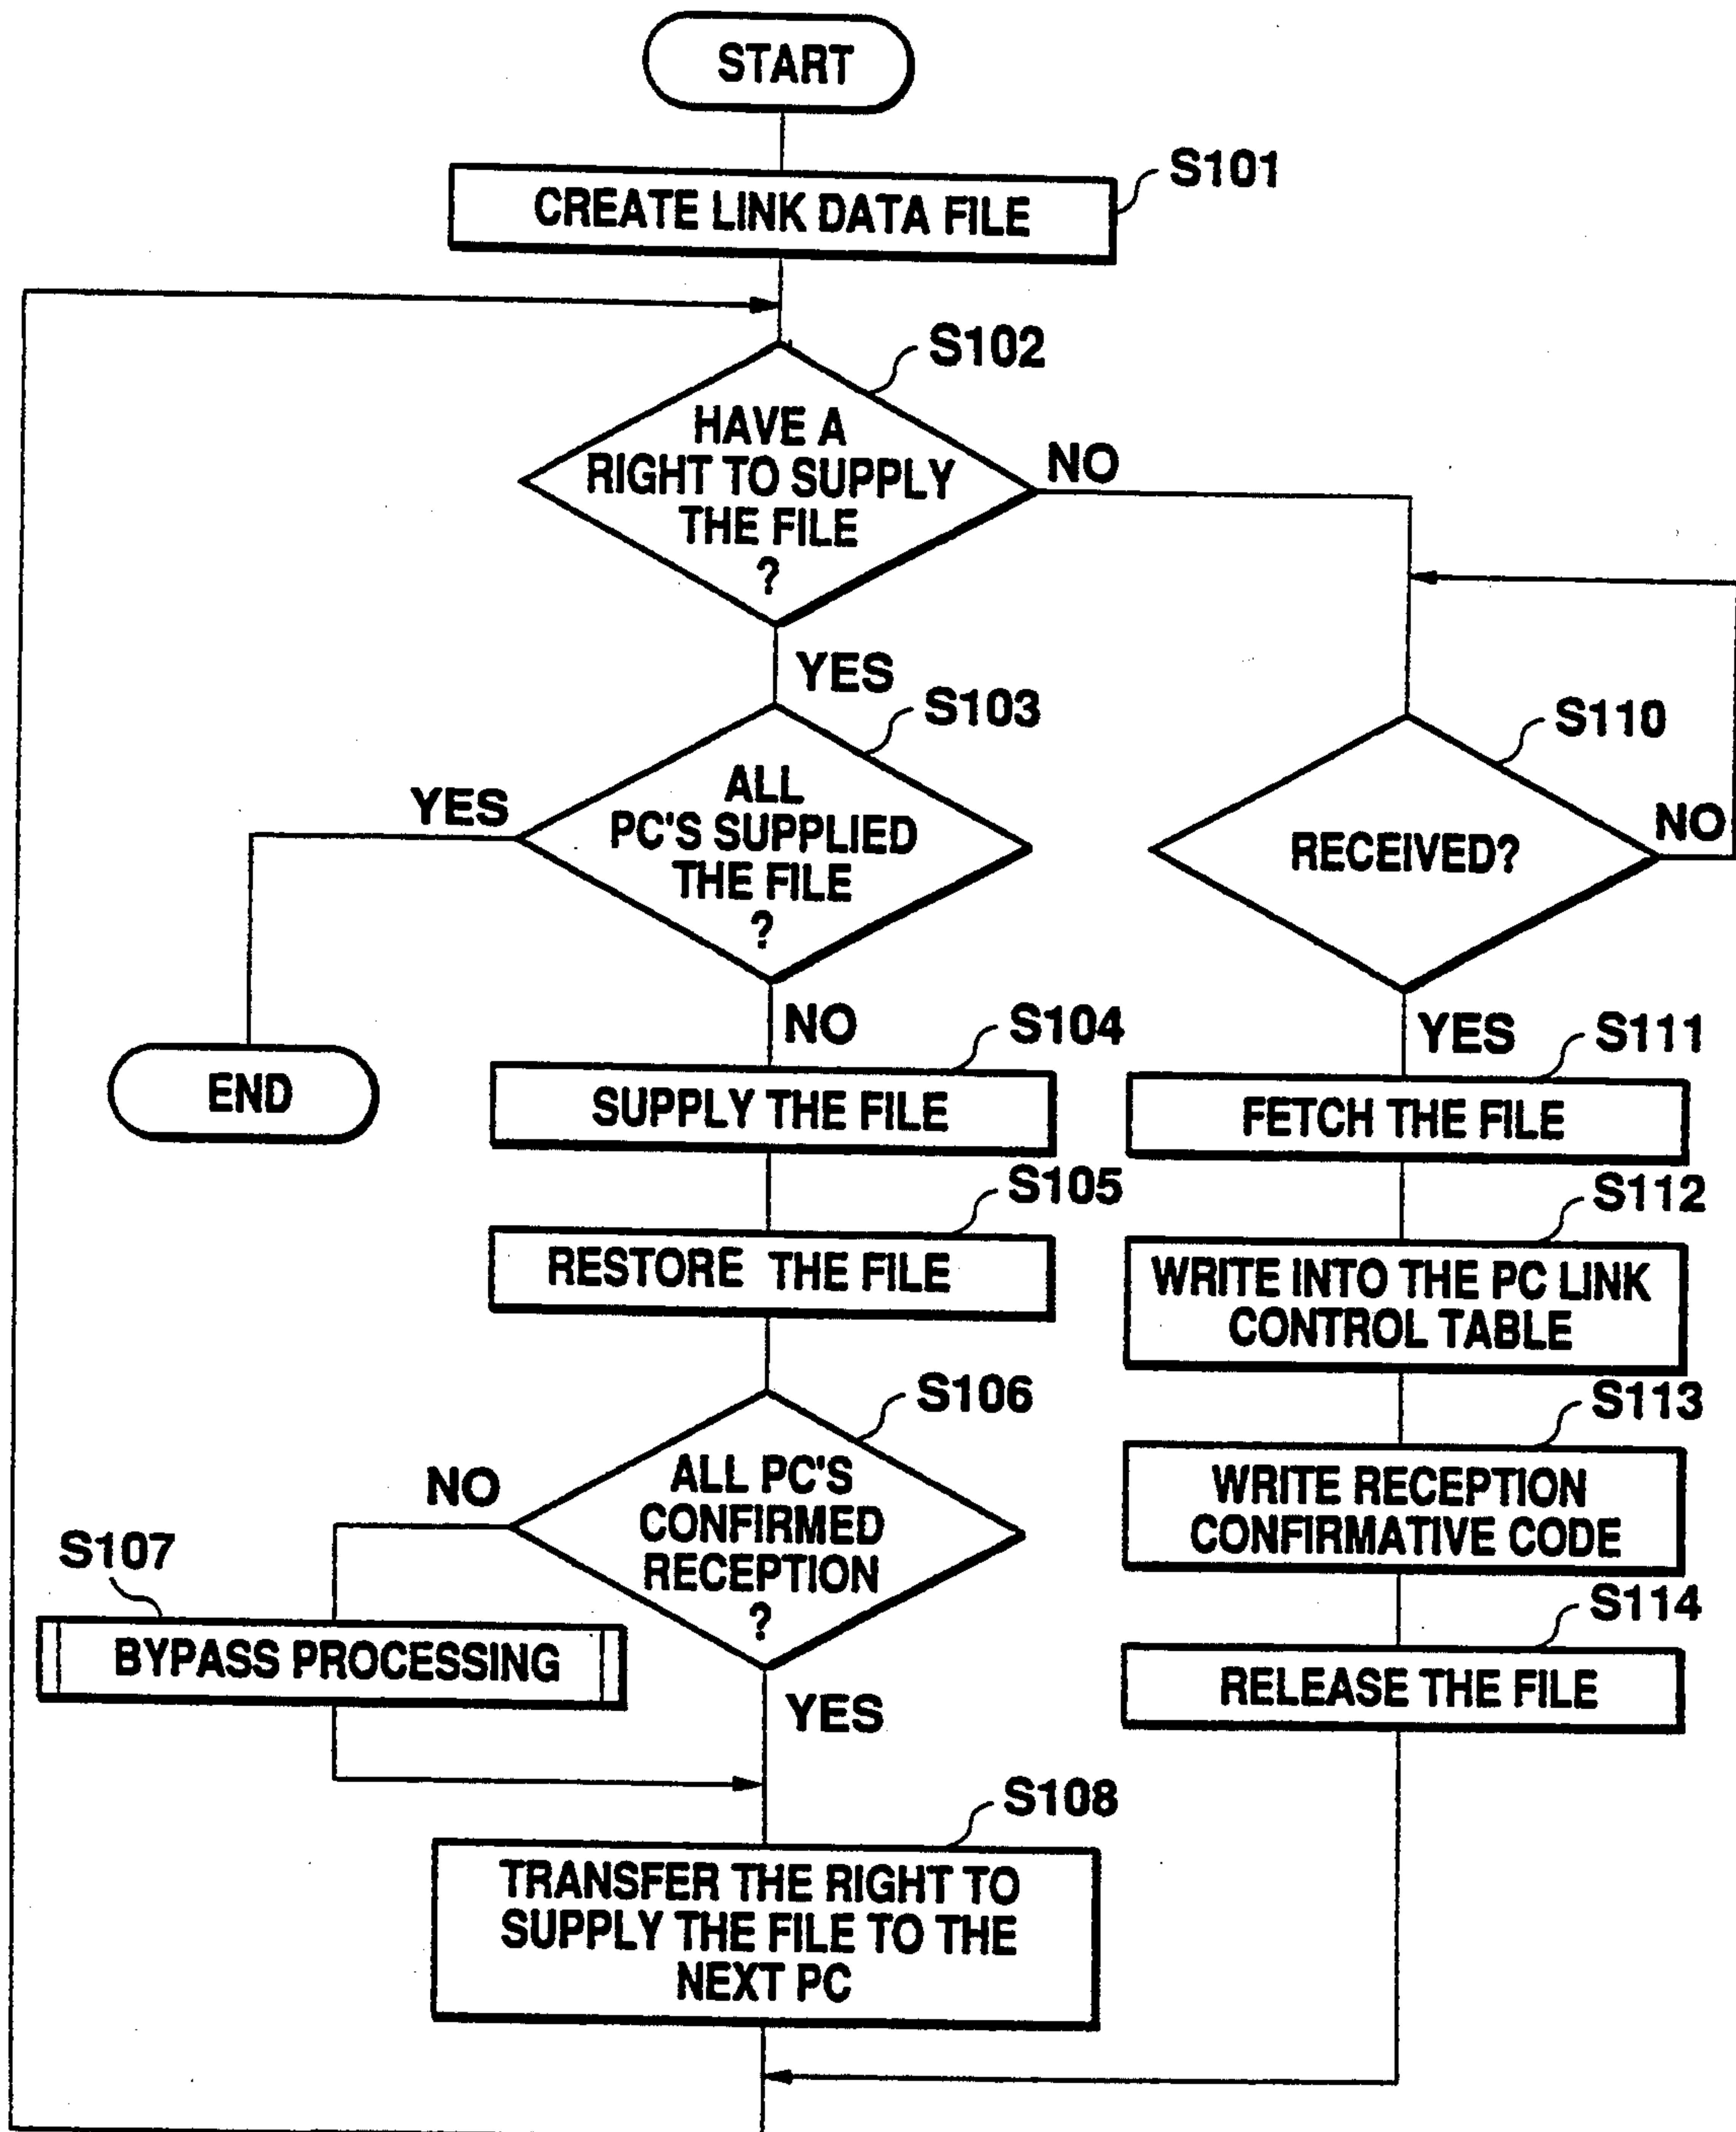 START
S101
CREATE LINK DATA FILE
S102
HAVE A
RIGHT TO SUPPLY
THE FILE
?
NO
YES
S103
ALL
PC'S SUPPLIED
THE FILE
?
YES
S110
RECEIVED?
NO
END
NO
S104
SUPPLY THE FILE
YES
S111
FETCH THE FILE
S105
RESTORE THE FILE
S112
WRITE INTO THE PC LINK
CONTROL TABLE
S106
ALL PC'S
CONFIRMED
RECEPTION
?
NO
S113
WRITE RECEPTION
CONFIRMATIVE CODE
S107
BYPASS PROCESSING
YES
S114
RELEASE THE FILE
S108
TRANSFER THE RIGHT TO
SUPPLY THE FILE TO THE
NEXT PC